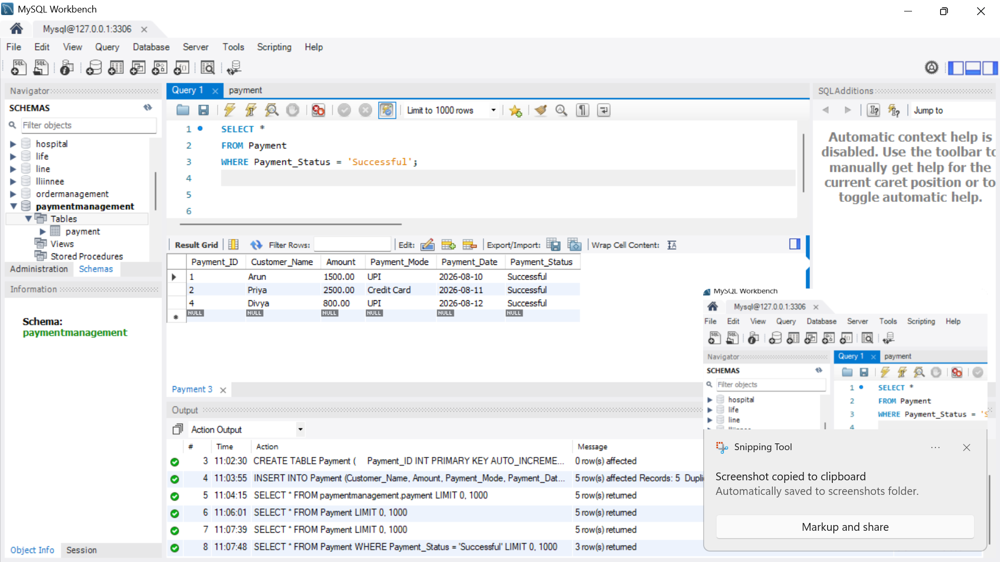 MySQL Workbench
Mysql@127.0.0.1:3306
File Edit View Query Database Server Tools Scripting Help
Navigator
SCHEMAS
Filter objects
hospital
life
line
lliinnee
ordermanagement
paymentmanagement
Tables
payment
Views
Stored Procedures
Administration Schemas
Information
Schema:
paymentmanagement
Object Info Session
Query 1 payment
Limit to 1000 rows
1 SELECT *
2 FROM Payment
3 WHERE Payment_Status = 'Successful';
4
5
6
Result Grid Filter Rows: Edit: Export/Import: Wrap Cell Content:
Payment_ID Customer_Name Amount Payment_Mode Payment_Date Payment_Status
1 Arun 1500.00 UPI 2026-08-10 Successful
2 Priya 2500.00 Credit Card 2026-08-11 Successful
4 Divya 800.00 UPI 2026-08-12 Successful
NULL NULL NULL NULL NULL NULL
Payment 3
Output
Action Output
# Time Action Message
3 11:02:30 CREATE TABLE Payment ( Payment_ID INT PRIMARY KEY AUTO_INCREME... 0 row(s) affected
4 11:03:55 INSERT INTO Payment (Customer_Name, Amount, Payment_Mode, Payment_Dat... 5 row(s) affected Records: 5 Dupli
5 11:04:15 SELECT * FROM paymentmanagement.payment LIMIT 0, 1000 5 row(s) returned
6 11:06:01 SELECT * FROM Payment LIMIT 0, 1000 5 row(s) returned
7 11:07:39 SELECT * FROM Payment LIMIT 0, 1000 5 row(s) returned
8 11:07:48 SELECT * FROM Payment WHERE Payment_Status = 'Successful' LIMIT 0, 1000 3 row(s) returned
SQLAdditions
Jump to
Automatic context help is
disabled. Use the toolbar to
manually get help for the
current caret position or to
toggle automatic help.
MySQL Workbench
Mysql@127.0.0.1:3306
File Edit View Query Database Server Tools Scripting Help
Navigator
SCHEMAS
Filter objects
hospital
life
line
Query 1 payment
1 SELECT *
2 FROM Payment
3 WHERE Payment_Status = 'S
4
Snipping Tool
Screenshot copied to clipboard
Automatically saved to screenshots folder.
Markup and share